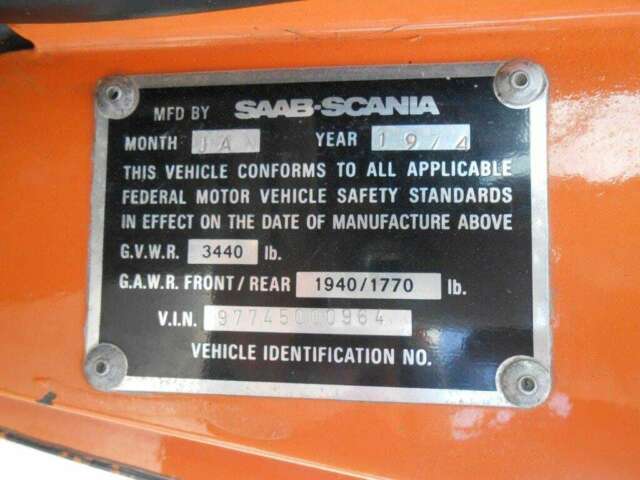 MFD BY SAAB-SCANIA
MONTH JA YEAR 1974
THIS VEHICLE CONFORMS TO ALL APPLICABLE
FEDERAL MOTOR VEHICLE SAFETY STANDARDS
IN EFFECT ON THE DATE OF MANUFACTURE ABOVE
G.V.W.R. 3440 lb.
G.A.W.R. FRONT/REAR 1940/1770 lb.
V.I.N. 97745000964
VEHICLE IDENTIFICATION NO.